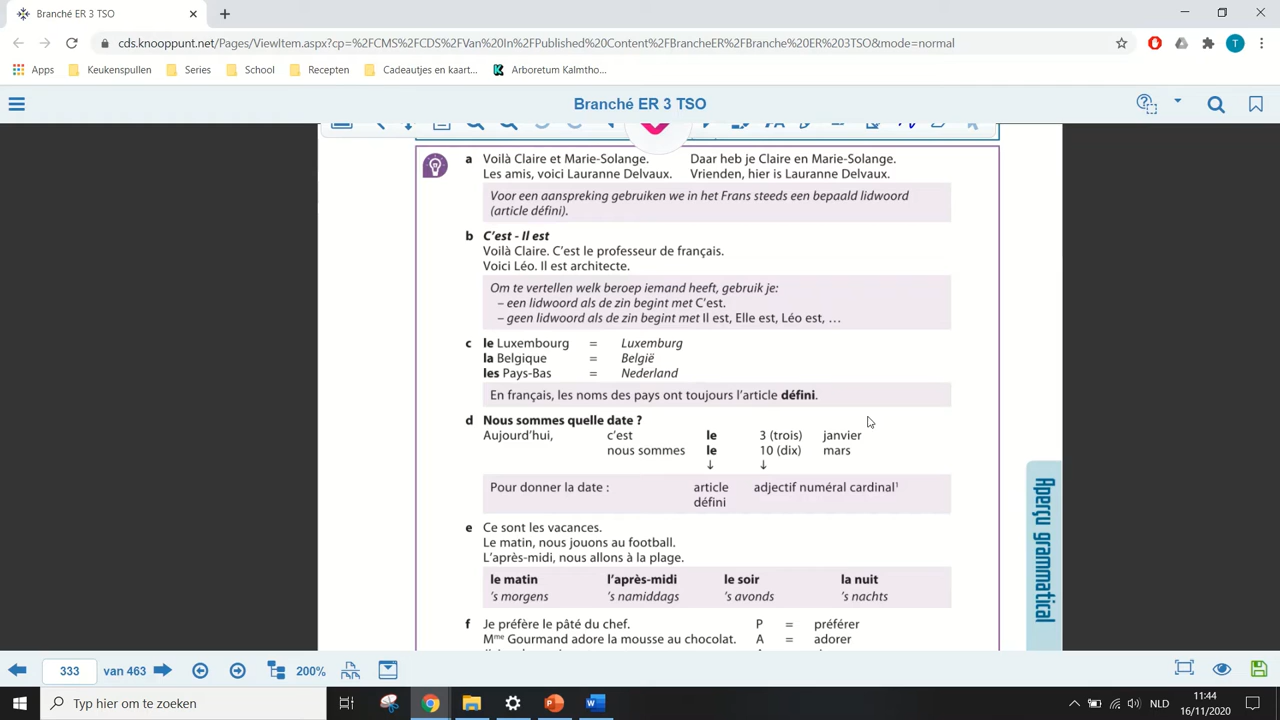 Branché ER 3 TSO
cds.knooppunt.net/Pages/ViewItem.aspx?cp=%2FCMS%2FCDS%2FVan%20In%2FPublished%20Content%2FBrancheER%2FBranche%20ER%203TSO&mode=normal
T
Apps Keukenspullen Series School Recepten Cadeautjes en kaart... Arboretum Kalmtho...
Branché ER 3 TSO
a Voilà Claire et Marie-Solange. Daar heb je Claire en Marie-Solange.
Les amis, voici Lauranne Delvaux. Vrienden, hier is Lauranne Delvaux.
Voor een aanspreking gebruiken we in het Frans steeds een bepaald lidwoord
(article défini).
b C'est - Il est
Voilà Claire. C'est le professeur de français.
Voici Léo. Il est architecte.
Om te vertellen welk beroep iemand heeft, gebruik je:
– een lidwoord als de zin begint met C'est.
– geen lidwoord als de zin begint met Il est, Elle est, Léo est, …
c le Luxembourg = Luxemburg
la Belgique = België
les Pays-Bas = Nederland
En français, les noms des pays ont toujours l'article défini.
d Nous sommes quelle date ?
Aujourd'hui, c'est le 3 (trois) janvier
nous sommes le 10 (dix) mars
↓ ↓
Pour donner la date : article adjectif numéral cardinal¹
défini
e Ce sont les vacances.
Le matin, nous jouons au football.
L'après-midi, nous allons à la plage.
le matin l'après-midi le soir la nuit
's morgens 's namiddags 's avonds 's nachts
f Je préfère le pâté du chef. P = préférer
Mme Gourmand adore la mousse au chocolat. A = adorer
Aperçu grammatical
333 van 463 200%
Typ hier om te zoeken
NLD
11:44
16/11/2020